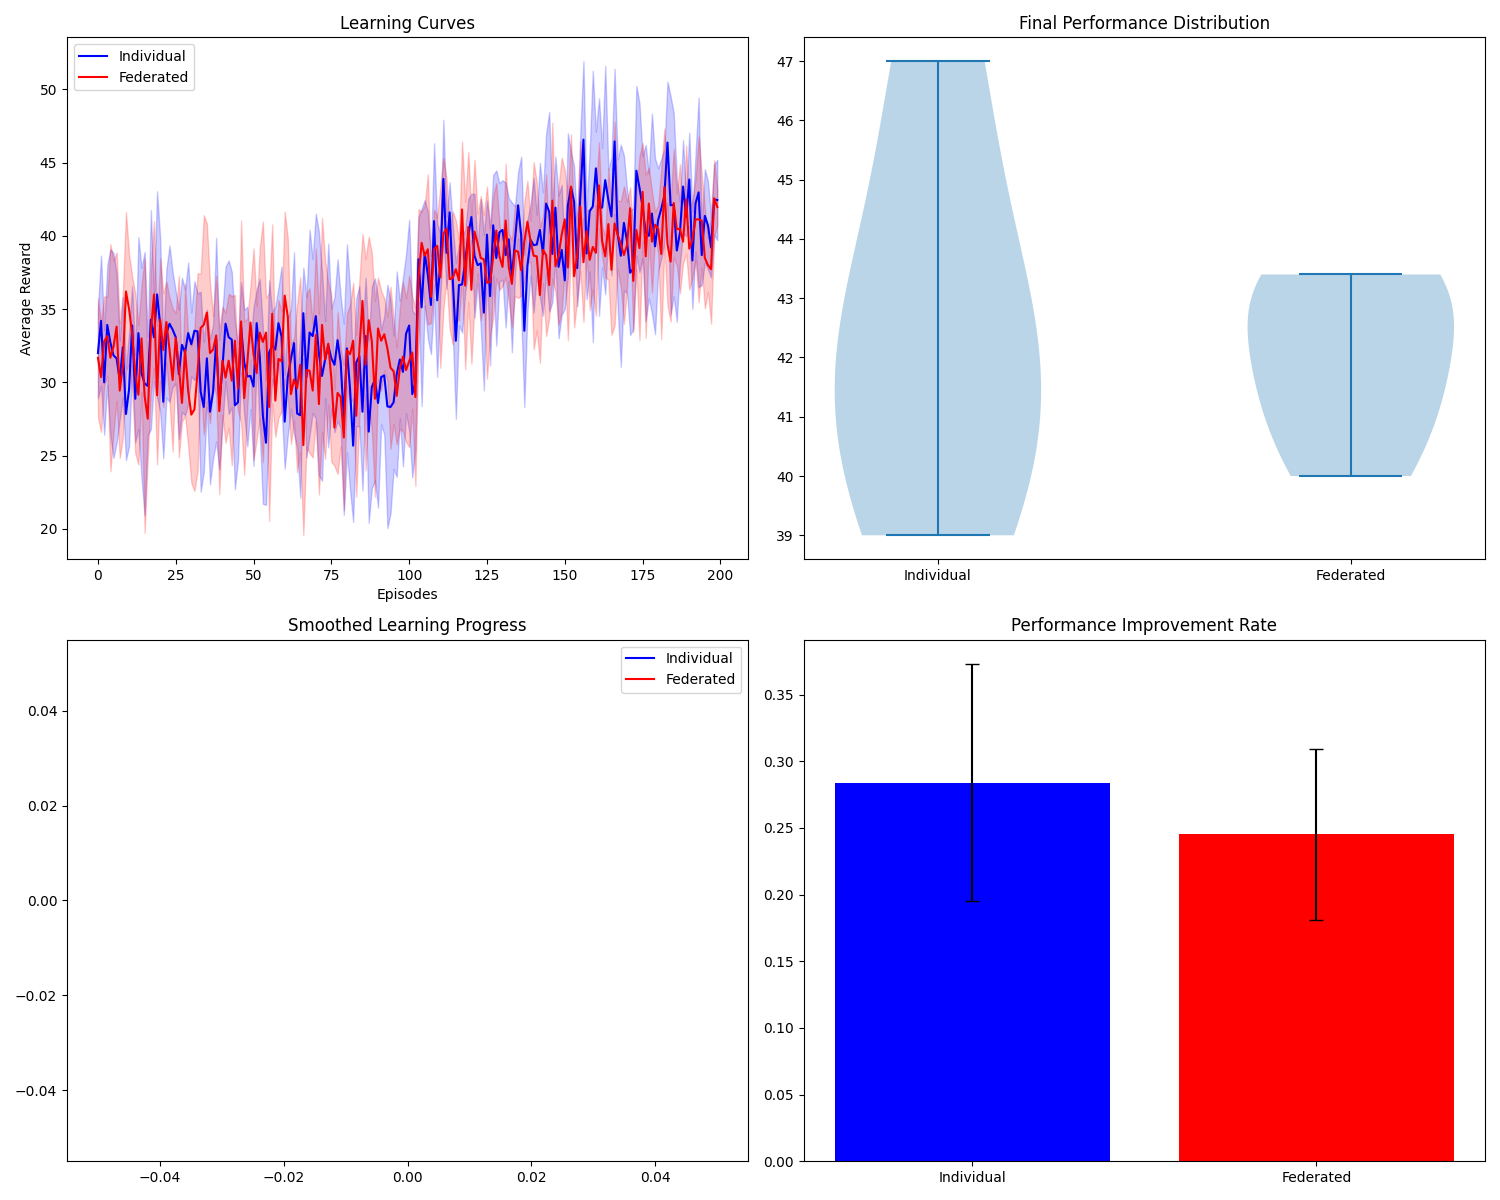 Learning Curves
Individual
Federated
50
45
40
35
30
25
20
Average Reward
0 25 50 75 100 125 150 175 200
Episodes
Final Performance Distribution
47
46
45
44
43
42
41
40
39
Individual Federated
Smoothed Learning Progress
Individual
Federated
0.04
0.02
0.00
−0.02
−0.04
−0.04 −0.02 0.00 0.02 0.04
Performance Improvement Rate
0.35
0.30
0.25
0.20
0.15
0.10
0.05
0.00
Individual Federated